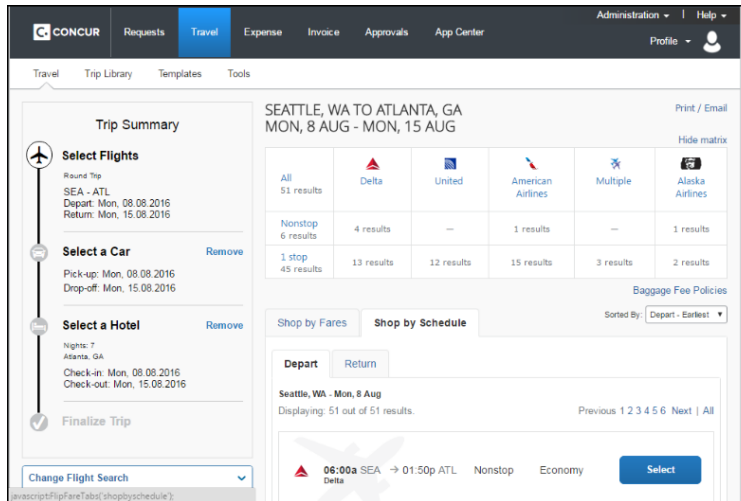 Administration | Help
C. CONCUR Requests Travel Expense Invoice Approvals App Center
Profile
Travel Trip Library Templates Tools
Trip Summary
Select Flights
Round Trip
SEA - ATL
Depart: Mon, 08.08.2016
Return: Mon, 15.08.2016
Select a Car Remove
Pick-up: Mon, 08.08.2016
Drop-off: Mon, 15.08.2016
Select a Hotel Remove
Nights: 7
Atlanta, GA
Check-in: Mon, 08.08.2016
Check-out: Mon, 15.08.2016
Finalize Trip
Change Flight Search
javascript:FlipFareTabs('shopbyschedule');
SEATTLE, WA TO ATLANTA, GA
MON, 8 AUG - MON, 15 AUG
Print / Email
Hide matrix
All
51 results
Delta
United
American
Airlines
Multiple
Alaska
Airlines
Nonstop
6 results
4 results — 1 results — 1 results
1 stop
45 results
13 results 12 results 15 results 3 results 2 results
Baggage Fee Policies
Shop by Fares Shop by Schedule
Sorted By: Depart - Earliest
Depart Return
Seattle, WA - Mon, 8 Aug
Displaying: 51 out of 51 results.
Previous 1 2 3 4 5 6 Next | All
06:00a SEA → 01:50p ATL Nonstop Economy Select
Delta